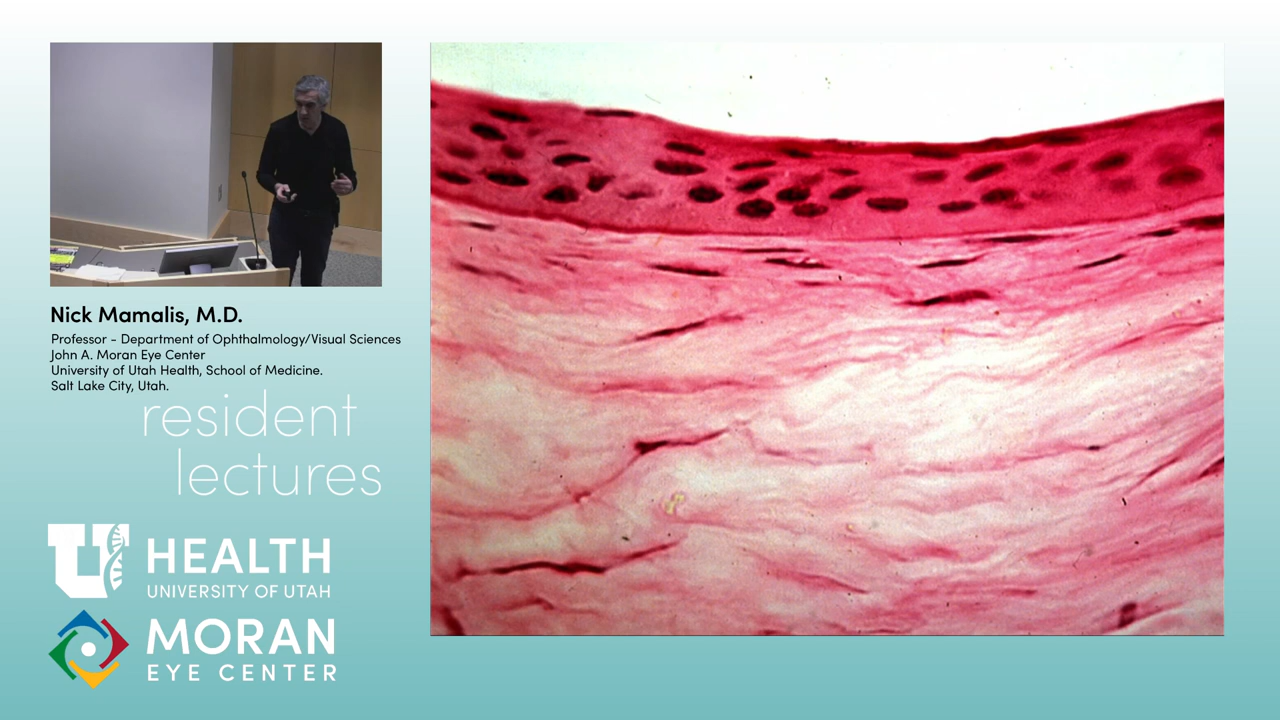 Nick Mamalis, M.D.
Professor - Department of Ophthalmology/Visual Sciences
John A. Moran Eye Center
University of Utah Health, School of Medicine.
Salt Lake City, Utah.
resident
lectures
U HEALTH
UNIVERSITY OF UTAH
MORAN
EYE CENTER